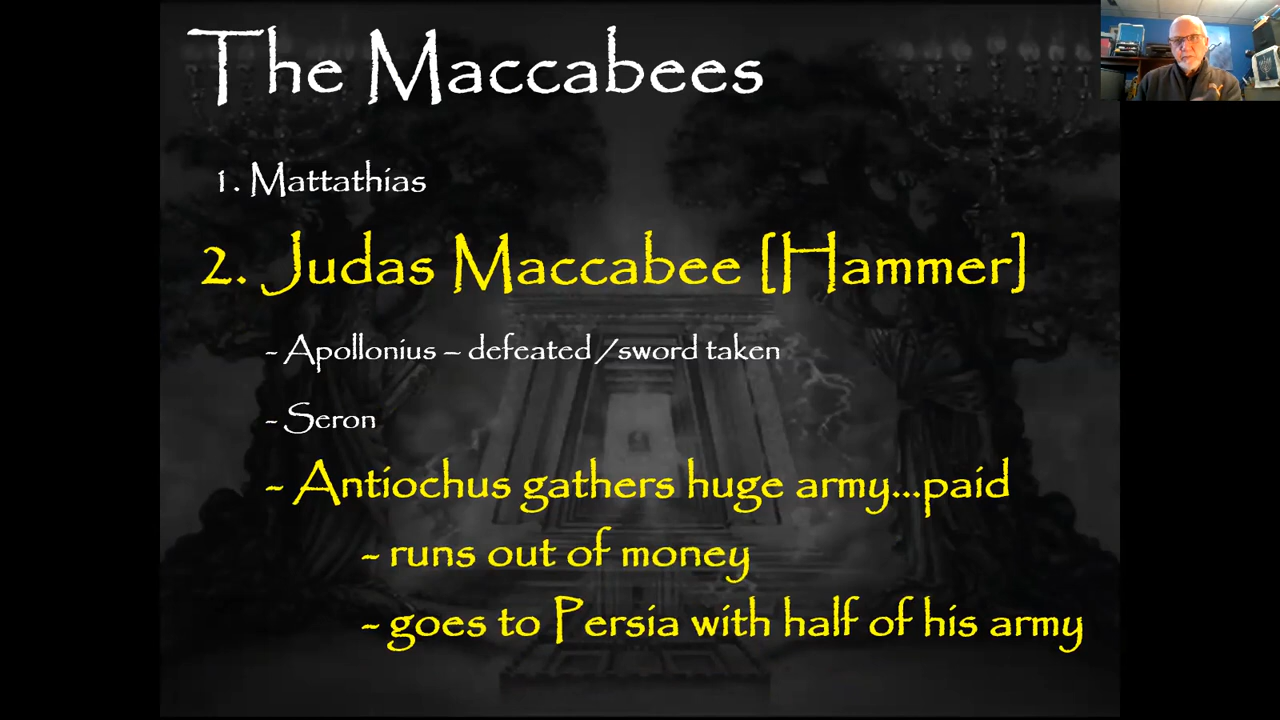 The Maccabees
1. Mattathias
2. Judas Maccabee [Hammer]
- Apollonius – defeated /sword taken
- Seron
- Antiochus gathers huge army...paid
- runs out of money
- goes to Persia with half of his army